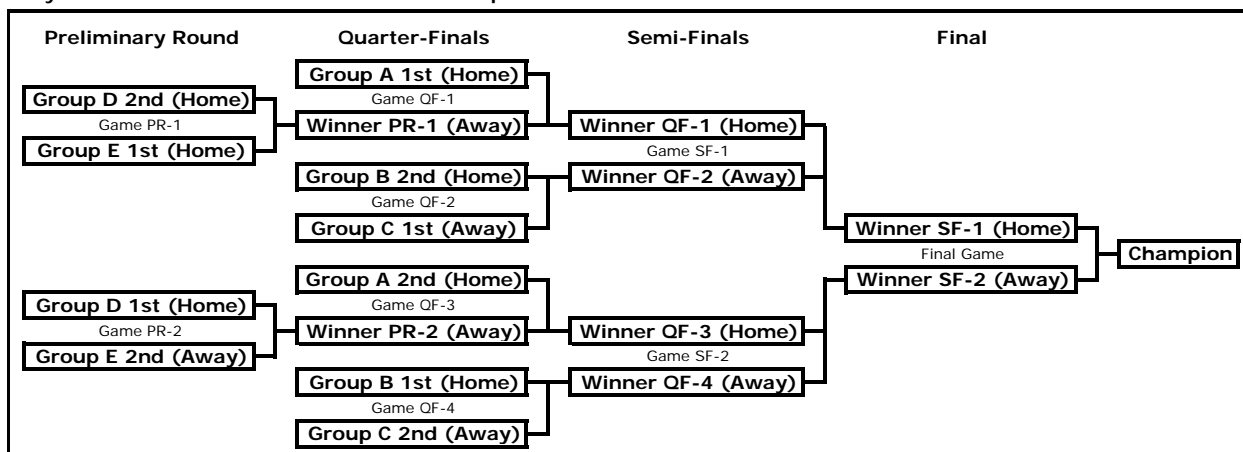 Preliminary Round Quarter-Finals Semi-Finals Final
Group A 1st (Home)
Group D 2nd (Home)
Game QF-1
Game PR-1
Winner PR-1 (Away)
Winner QF-1 (Home)
Group E 1st (Home)
Game SF-1
Group B 2nd (Home)
Winner QF-2 (Away)
Game QF-2
Group C 1st (Away)
Winner SF-1 (Home)
Final Game
Champion
Group A 2nd (Home)
Winner SF-2 (Away)
Group D 1st (Home)
Game QF-3
Game PR-2
Winner PR-2 (Away)
Winner QF-3 (Home)
Group E 2nd (Away)
Game SF-2
Group B 1st (Home)
Winner QF-4 (Away)
Game QF-4
Group C 2nd (Away)